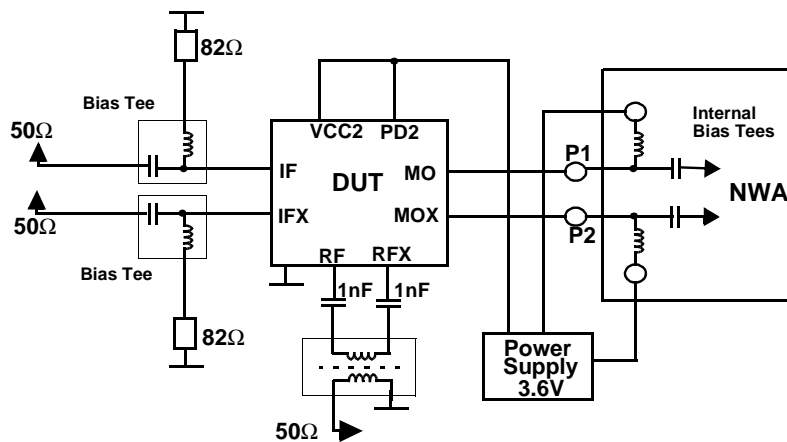 82Ω
Bias Tee
50Ω
VCC2 PD2
Internal
Bias Tees
P1
IF
DUT
MO
NWA
IFX
MOX
50Ω
P2
RF RFX
Bias Tee
1nF 1nF
82Ω
Power
Supply
3.6V
50Ω